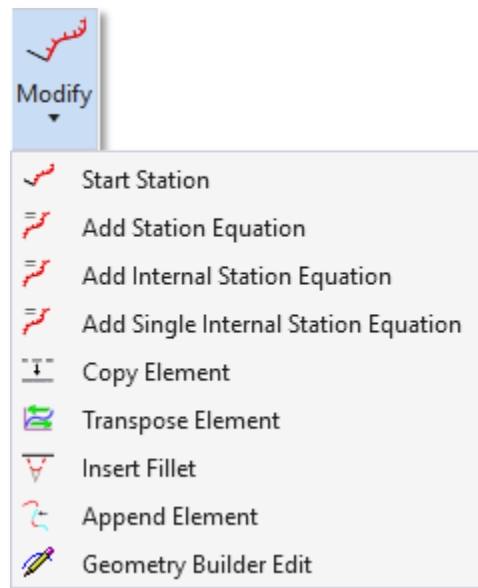 Modify
Start Station
Add Station Equation
Add Internal Station Equation
Add Single Internal Station Equation
Copy Element
Transpose Element
Insert Fillet
Append Element
Geometry Builder Edit